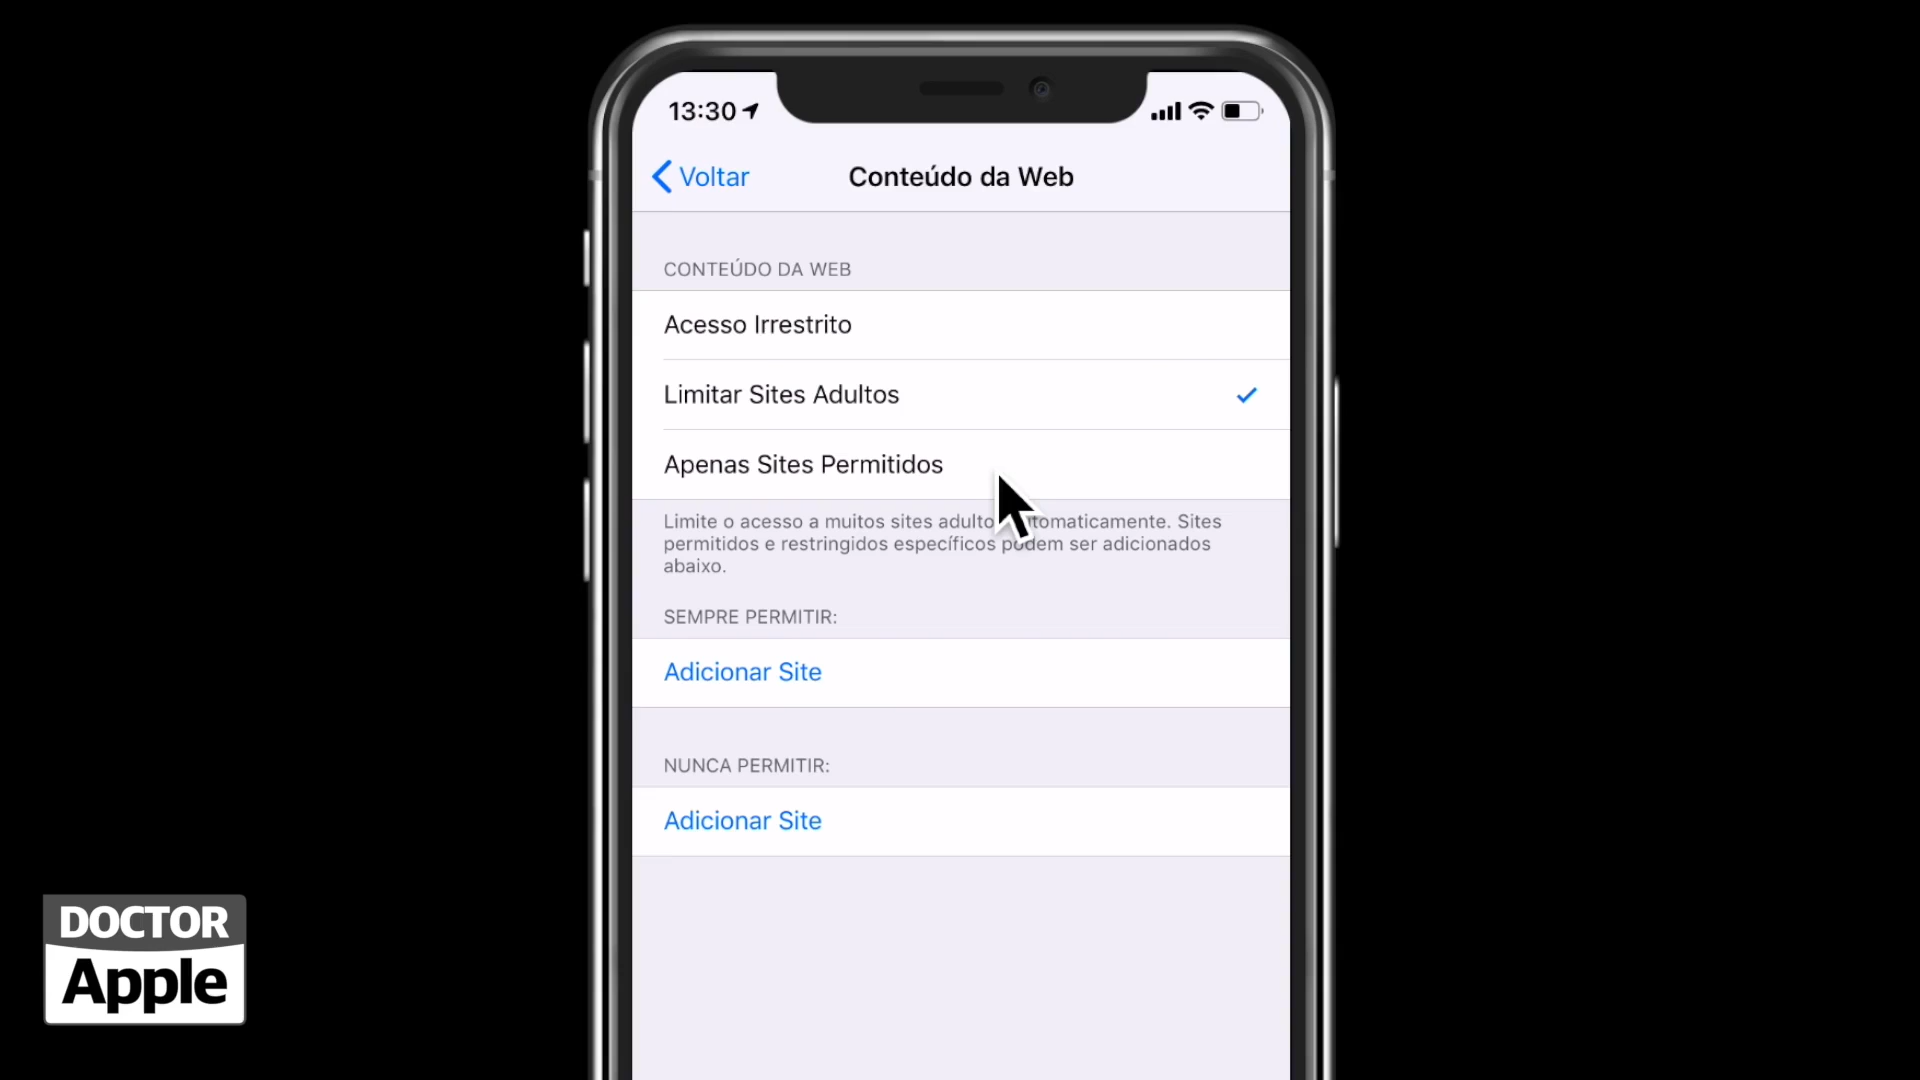 13:30
Voltar
Conteúdo da Web
CONTEÚDO DA WEB
Acesso Irrestrito
Limitar Sites Adultos
Apenas Sites Permitidos
Limite o acesso a muitos sites adulto tomaticamente. Sites
permitidos e restringidos específicos podem ser adicionados
abaixo.
SEMPRE PERMITIR:
Adicionar Site
NUNCA PERMITIR:
Adicionar Site
DOCTOR
Apple